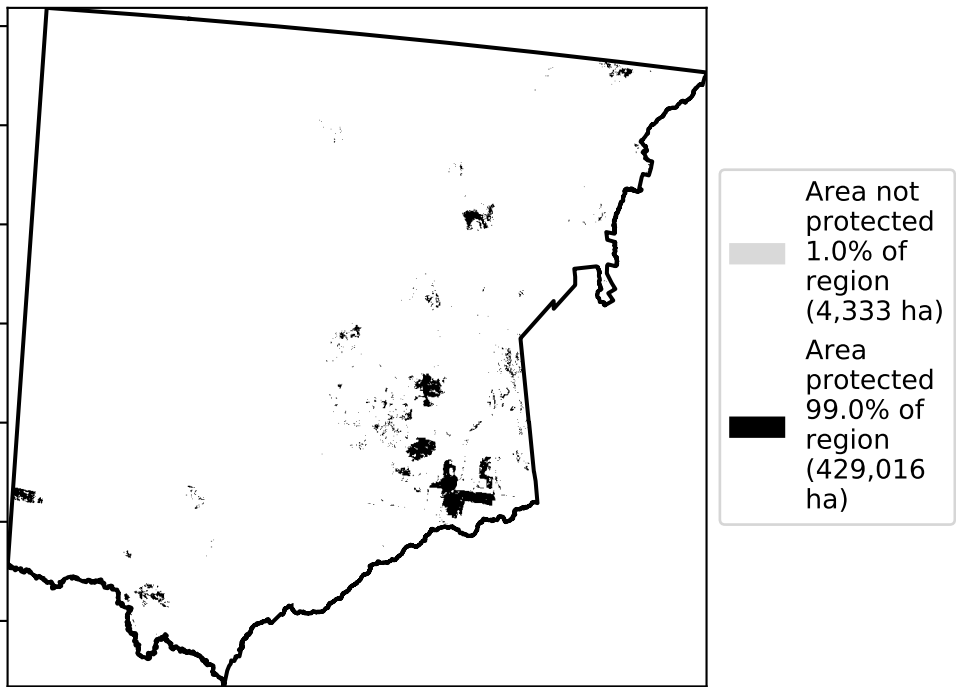 Area not
protected
1.0% of
region
(4,333 ha)
Area
protected
99.0% of
region
(429,016
ha)